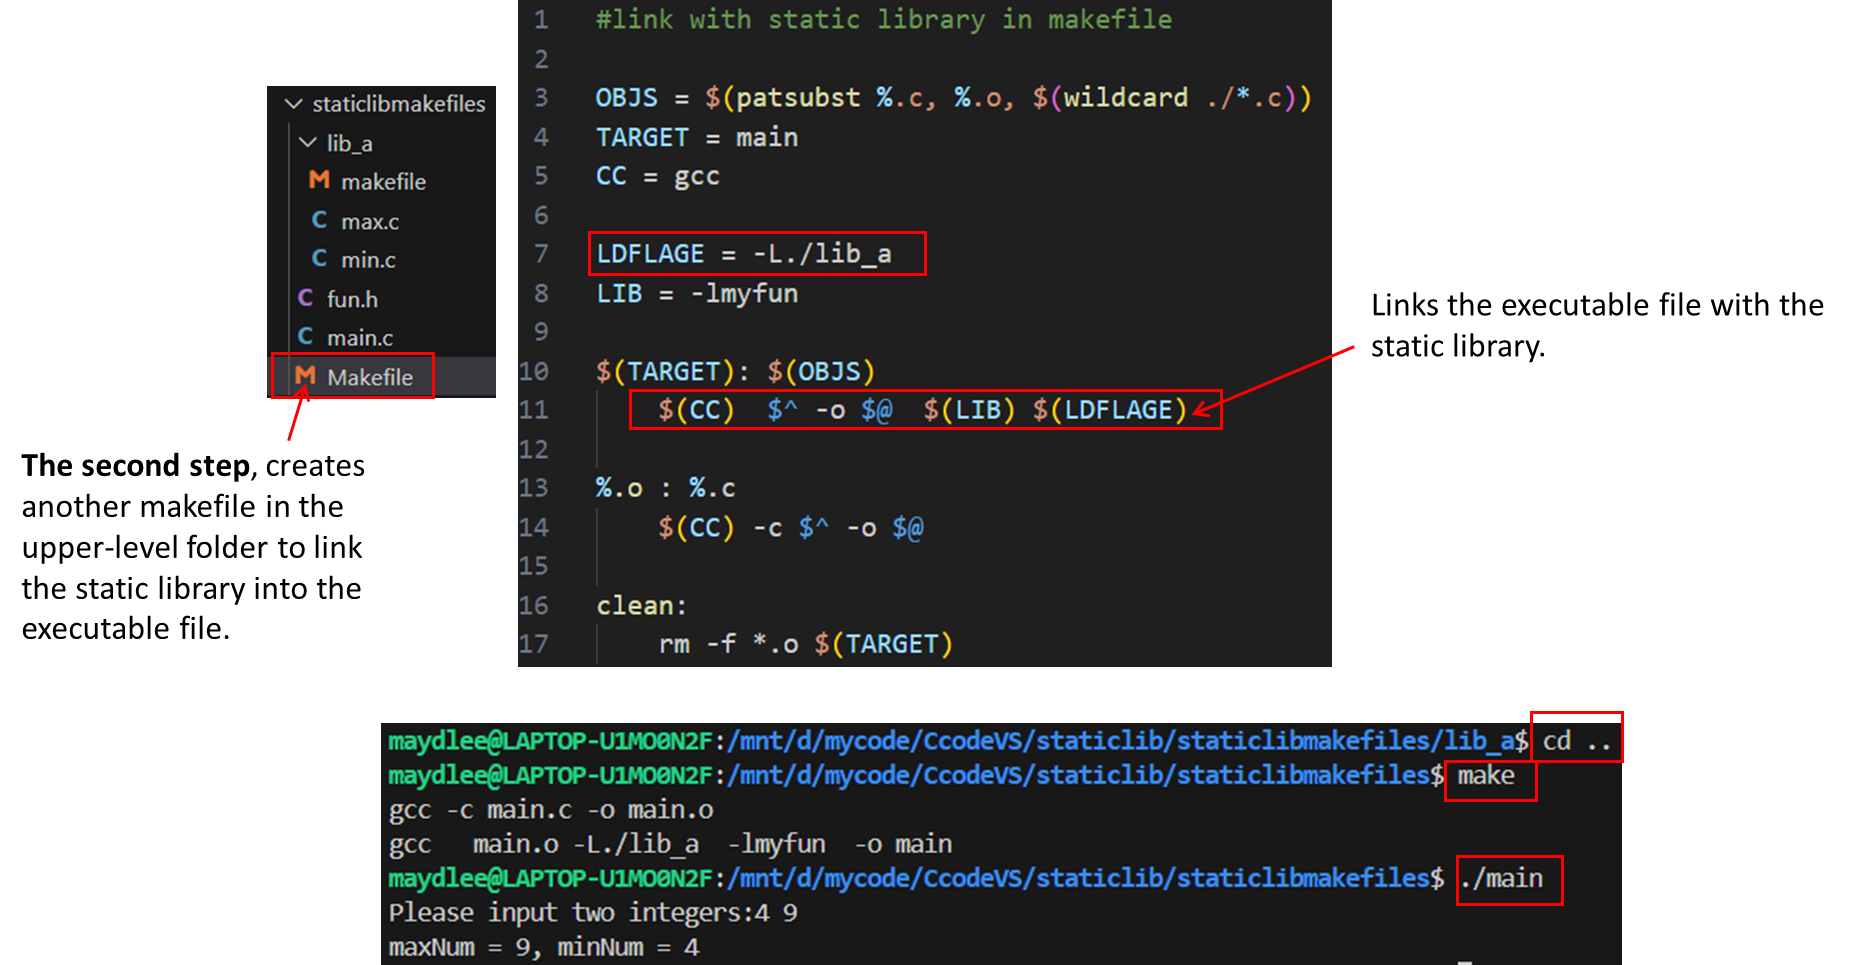 staticlibmakefiles
lib_a
M makefile
C max.c
C min.c
C fun.h
C main.c
M Makefile
The second step, creates
another makefile in the
upper-level folder to link
the static library into the
executable file.
1 #link with static library in makefile
2
3 OBJS = $(patsubst %.c, %.o, $(wildcard ./*.c))
4 TARGET = main
5 CC = gcc
6
7 LDFLAGE = -L./lib_a
8 LIB = -lmyfun
9
10 $(TARGET): $(OBJS)
11 $(CC)  $^ -o $@  $(LIB) $(LDFLAGE)
12
13 %.o : %.c
14 $(CC) -c $^ -o $@
15
16 clean:
17 rm -f *.o $(TARGET)
Links the executable file with the
static library.
maydlee@LAPTOP-U1MO0N2F:/mnt/d/mycode/CcodeVS/staticlib/staticlibmakefiles/lib_a$ cd ..
maydlee@LAPTOP-U1MO0N2F:/mnt/d/mycode/CcodeVS/staticlib/staticlibmakefiles$ make
gcc -c main.c -o main.o
gcc   main.o -L./lib_a  -lmyfun  -o main
maydlee@LAPTOP-U1MO0N2F:/mnt/d/mycode/CcodeVS/staticlib/staticlibmakefiles$ ./main
Please input two integers:4 9
maxNum = 9, minNum = 4